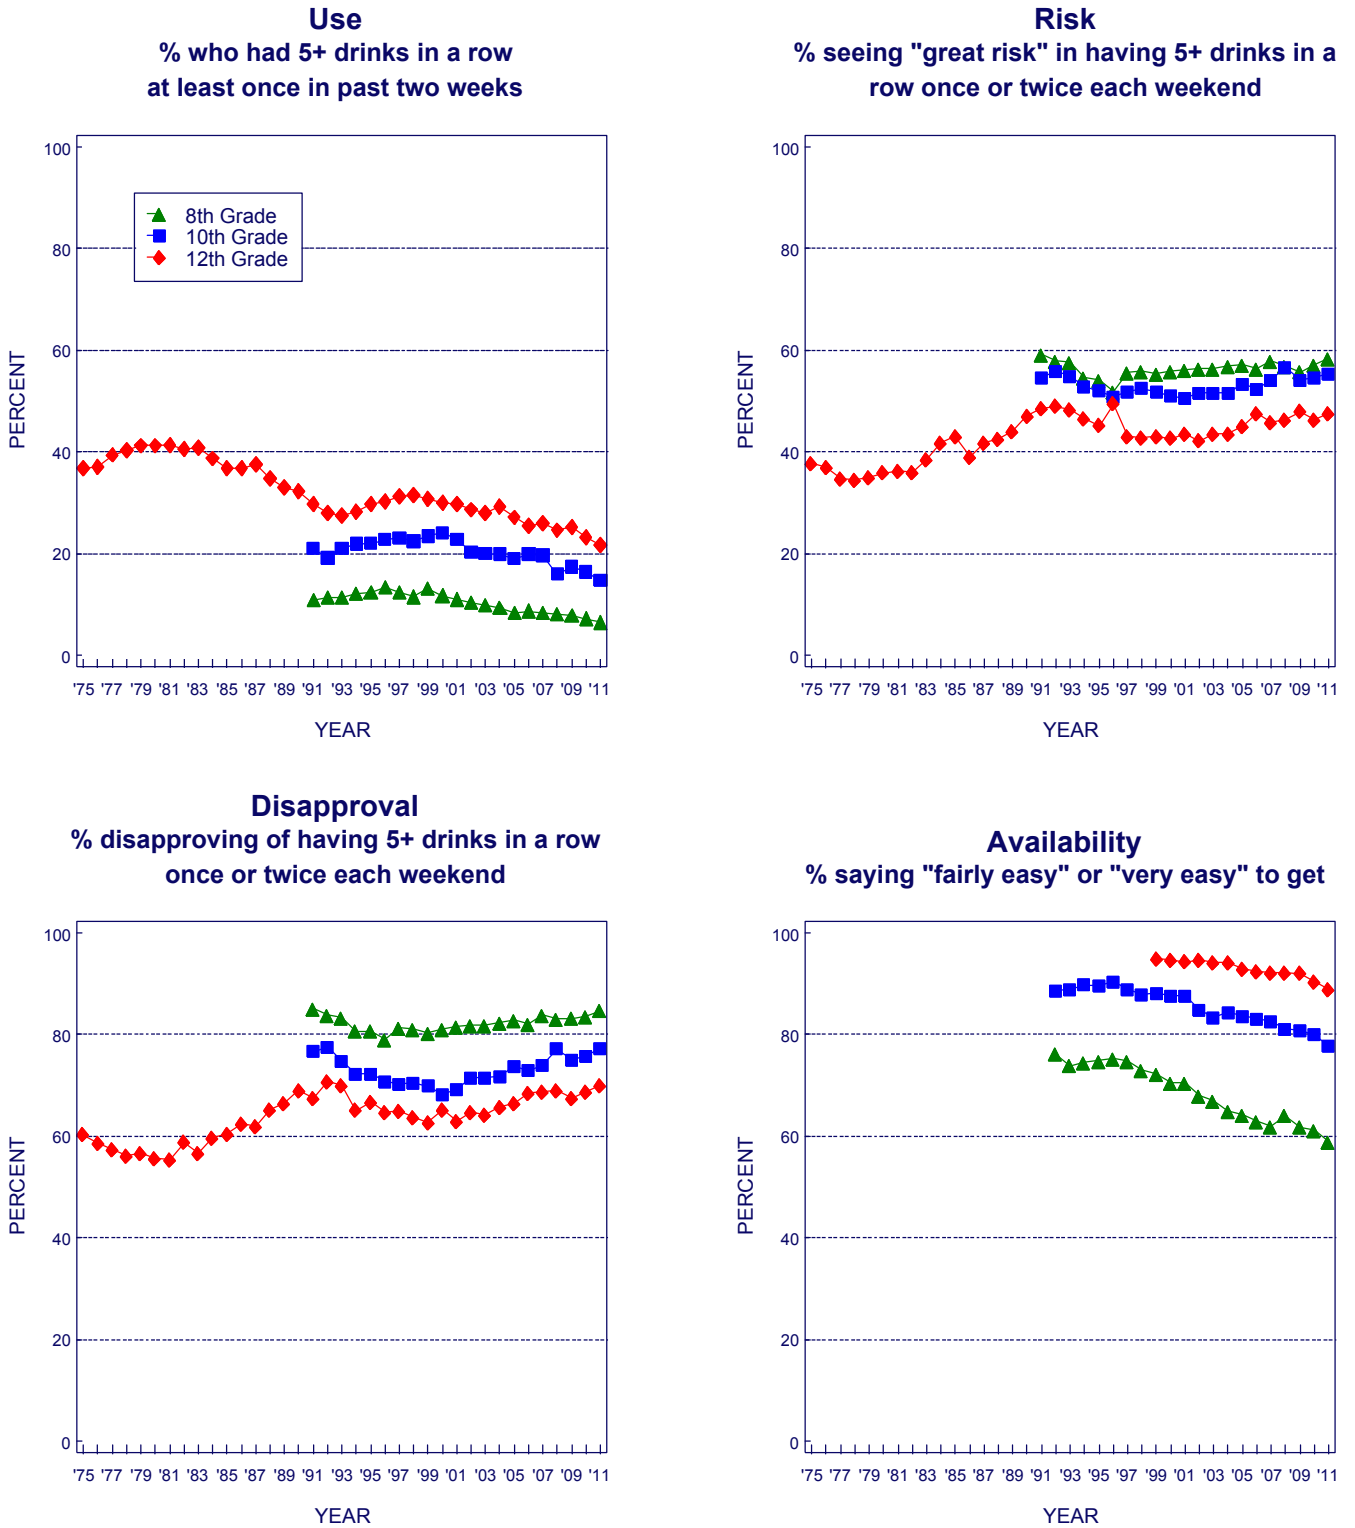 Use
% who had 5+ drinks in a row
at least once in past two weeks
100
80
60
40
20
0
PERCENT
8th Grade
10th Grade
12th Grade
'75 '77 '79 '81 '83 '85 '87 '89 '91 '93 '95 '97 '99 '01 '03 '05 '07 '09 '11
YEAR
Risk
% seeing "great risk" in having 5+ drinks in a
row once or twice each weekend
100
80
60
40
20
0
PERCENT
'75 '77 '79 '81 '83 '85 '87 '89 '91 '93 '95 '97 '99 '01 '03 '05 '07 '09 '11
YEAR
Disapproval
% disapproving of having 5+ drinks in a row
once or twice each weekend
100
80
60
40
20
0
PERCENT
'75 '77 '79 '81 '83 '85 '87 '89 '91 '93 '95 '97 '99 '01 '03 '05 '07 '09 '11
YEAR
Availability
% saying "fairly easy" or "very easy" to get
100
80
60
40
20
0
PERCENT
'75 '77 '79 '81 '83 '85 '87 '89 '91 '93 '95 '97 '99 '01 '03 '05 '07 '09 '11
YEAR